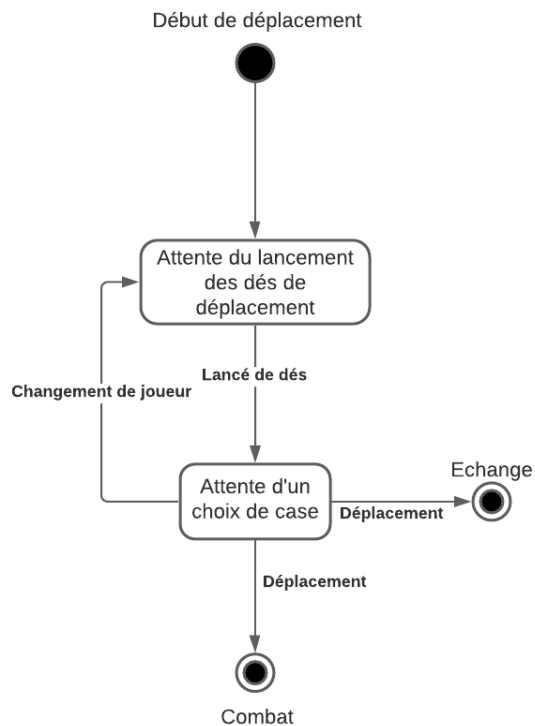 Début de déplacement
Attente du lancement
des dés de
déplacement
Lancé de dés
Changement de joueur
Attente d'un
choix de case
Echange
Déplacement
Déplacement
Combat